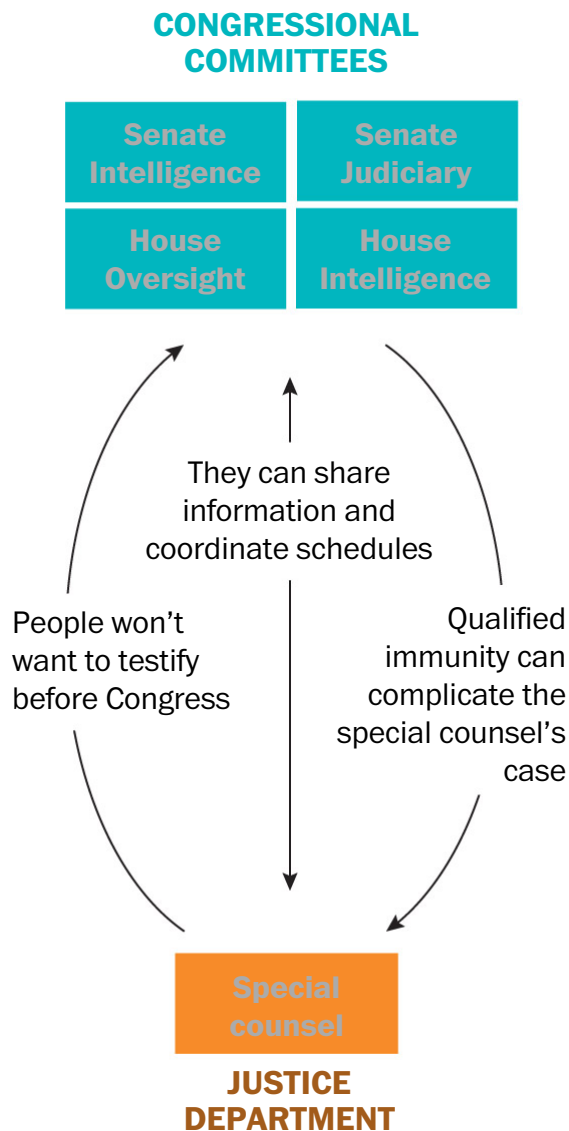 CONGRESSIONAL
COMMITTEES
Senate
Intelligence
Senate
Judiciary
House
Oversight
House
Intelligence
They can share
information and
coordinate schedules
People won’t
want to testify
before Congress
Qualified
immunity can
complicate the
special counsel’s
case
Special
counsel
JUSTICE
DEPARTMENT